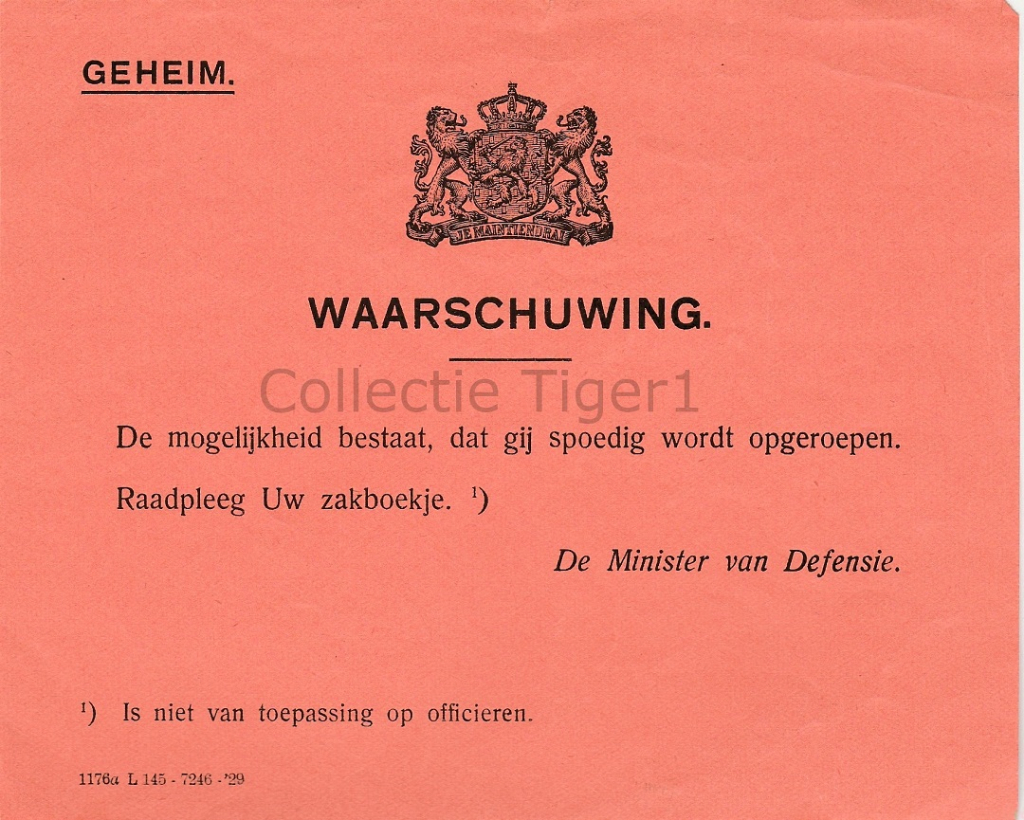 GEHEIM.
JE MAINTIENDRAI
WAARSCHUWING.
Collectie Tiger1
De mogelijkheid bestaat, dat gij spoedig wordt opgeroepen.
Raadpleeg Uw zakboekje. ¹)
De Minister van Defensie.
¹) Is niet van toepassing op officieren.
1176a L 145 - 7246 -'29